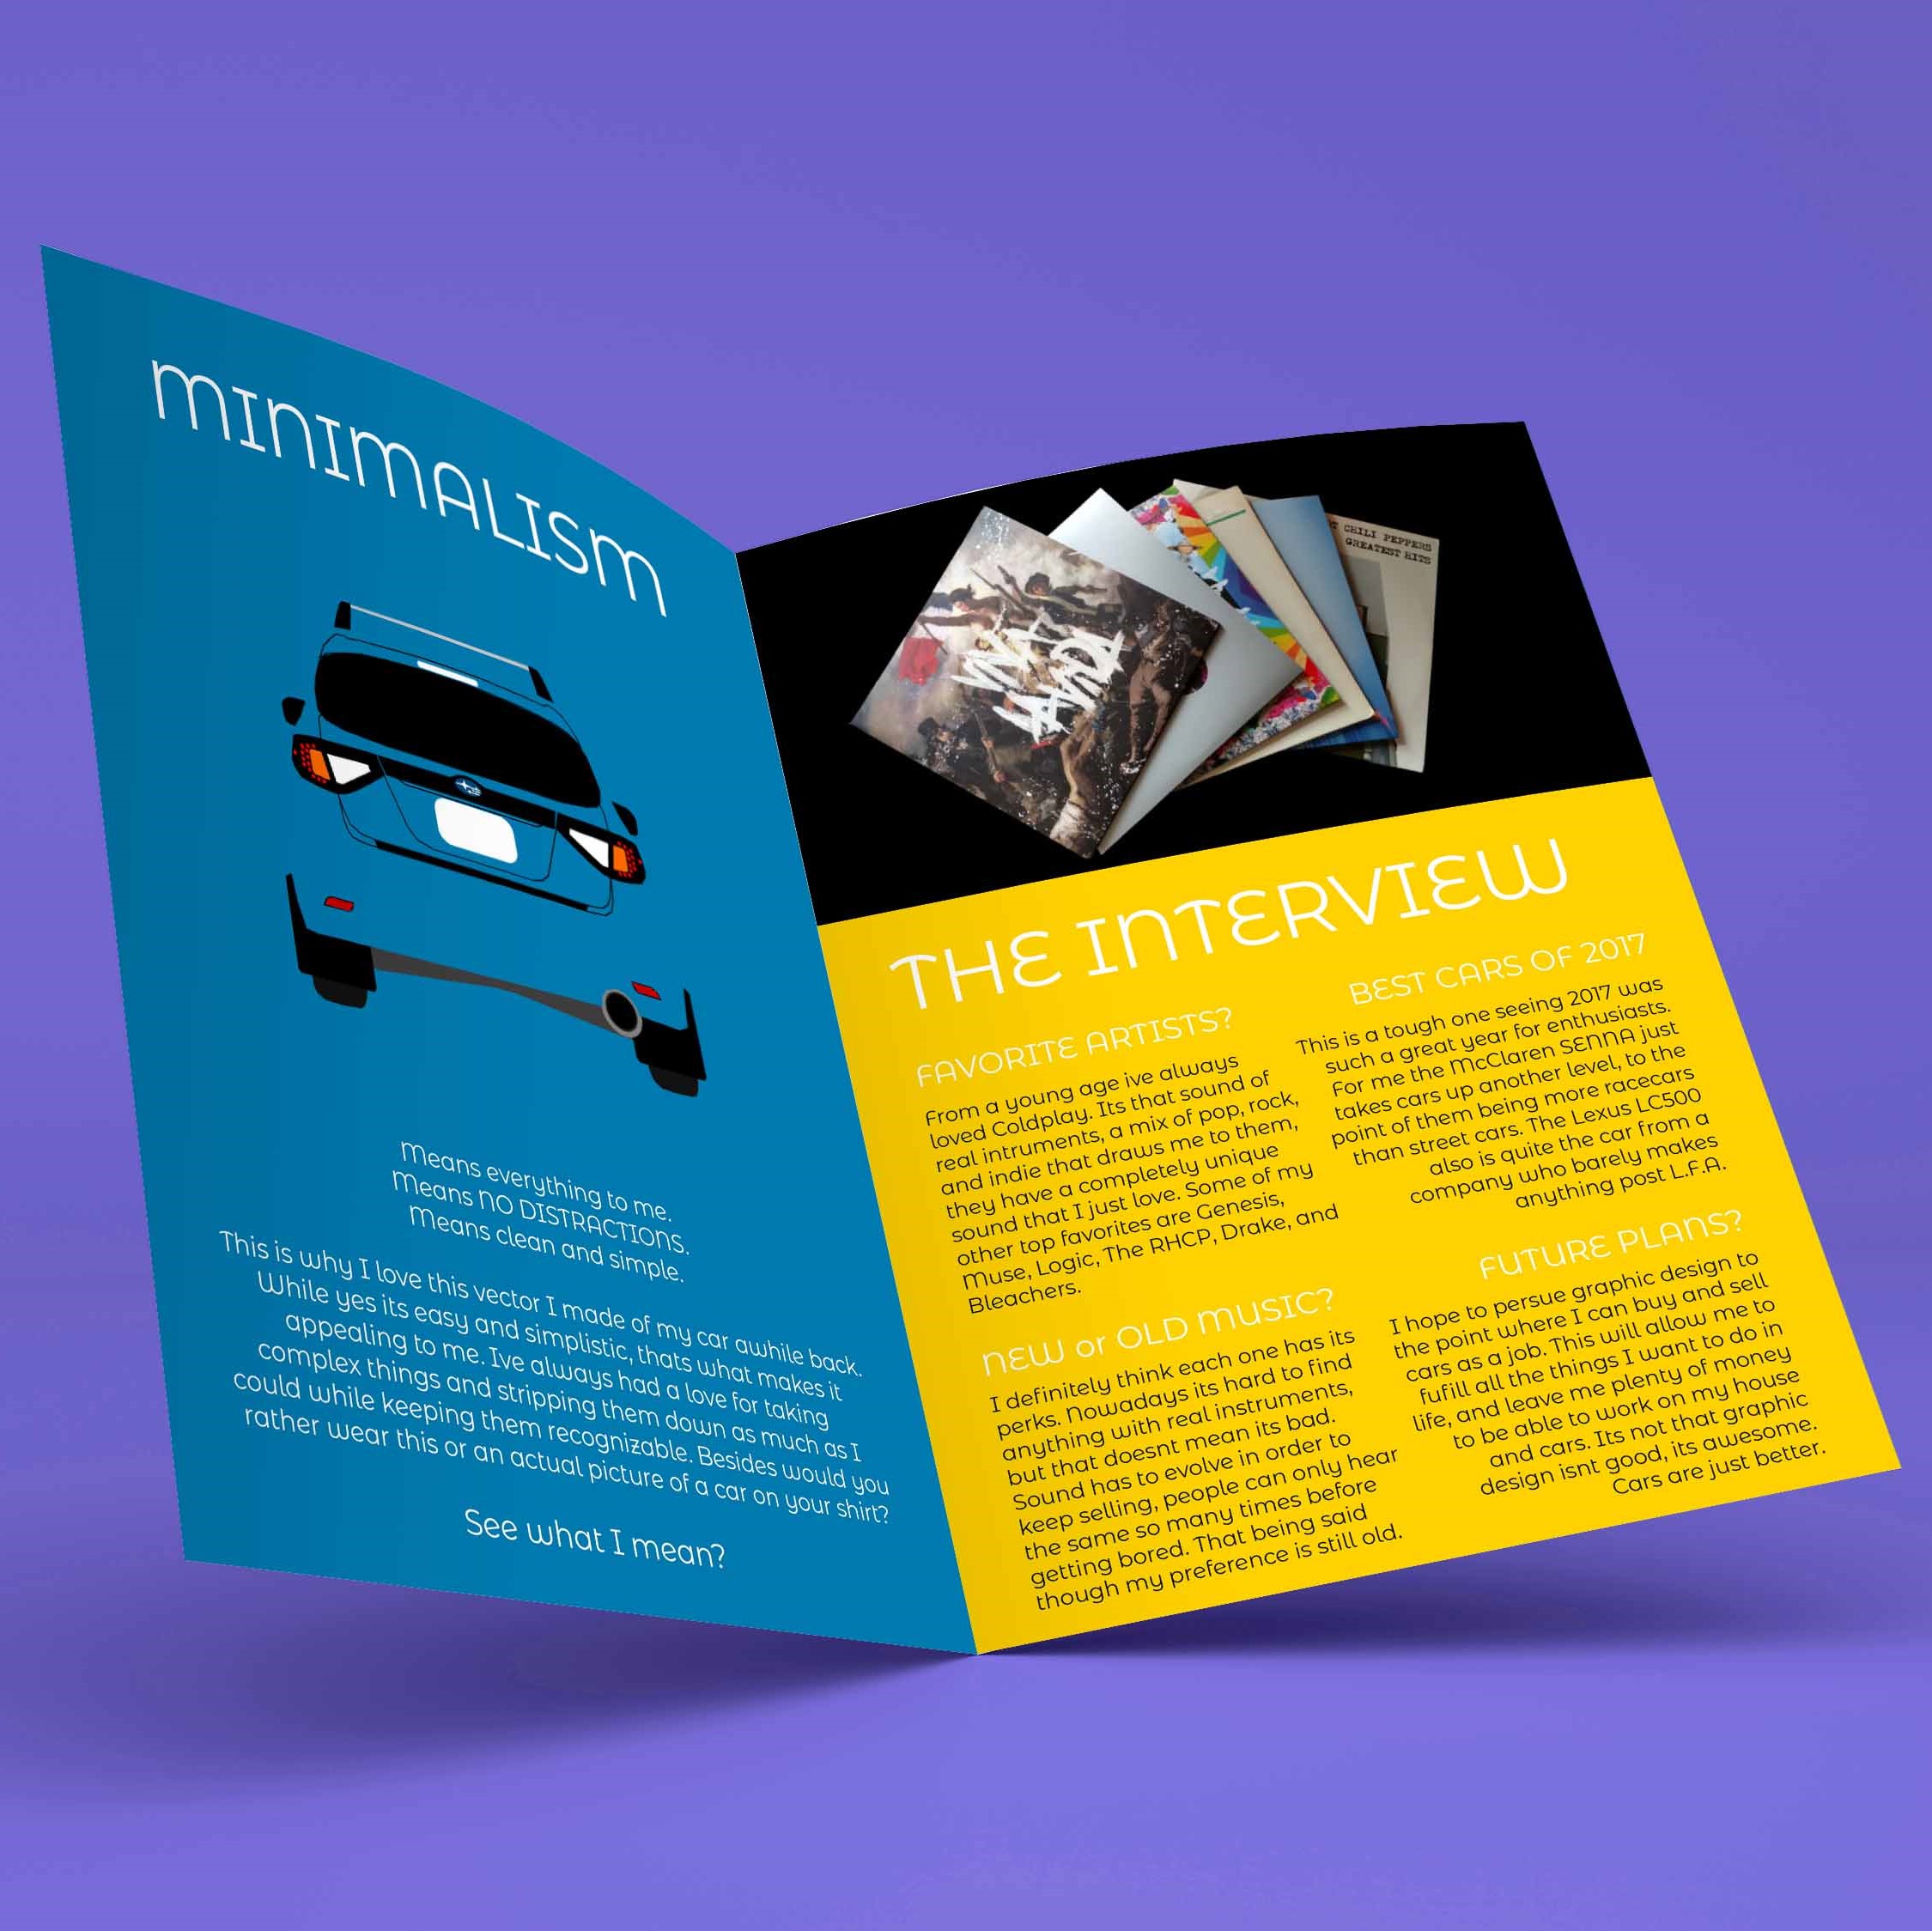 MINIMALISM
Means everything to me.
Means NO DISTRACTIONS.
Means clean and simple.
This is why I love this vector I made of my car awhile back.
While yes its easy and simplistic, thats what makes it
appealing to me. Ive always had a love for taking
complex things and stripping them down as much as I
could while keeping them recognizable. Besides would you
rather wear this or an actual picture of a car on your shirt?
See what I mean?
VIVA
LA VIDA
T CHILI PEPPERS
GREATEST HITS
THE INTERVIEW
FAVORITE ARTISTS?
From a young age ive always
loved Coldplay. Its that sound of
real intruments, a mix of pop, rock,
and indie that draws me to them,
they have a completely unique
sound that I just love. Some of my
other top favorites are Genesis,
Muse, Logic, The RHCP, Drake, and
Bleachers.
NEW or OLD MUSIC?
I definitely think each one has its
perks. Nowadays its hard to find
anything with real instruments,
but that doesnt mean its bad.
Sound has to evolve in order to
keep selling, people can only hear
the same so many times before
getting bored. That being said
though my preference is still old.
BEST CARS OF 2017
This is a tough one seeing 2017 was
such a great year for enthusiasts.
For me the McClaren SENNA just
takes cars up another level, to the
point of them being more racecars
than street cars. The Lexus LC500
also is quite the car from a
company who barely makes
anything post L.F.A.
FUTURE PLANS?
I hope to persue graphic design to
the point where I can buy and sell
cars as a job. This will allow me to
fufill all the things I want to do in
life, and leave me plenty of money
to be able to work on my house
and cars. Its not that graphic
design isnt good, its awesome.
Cars are just better.